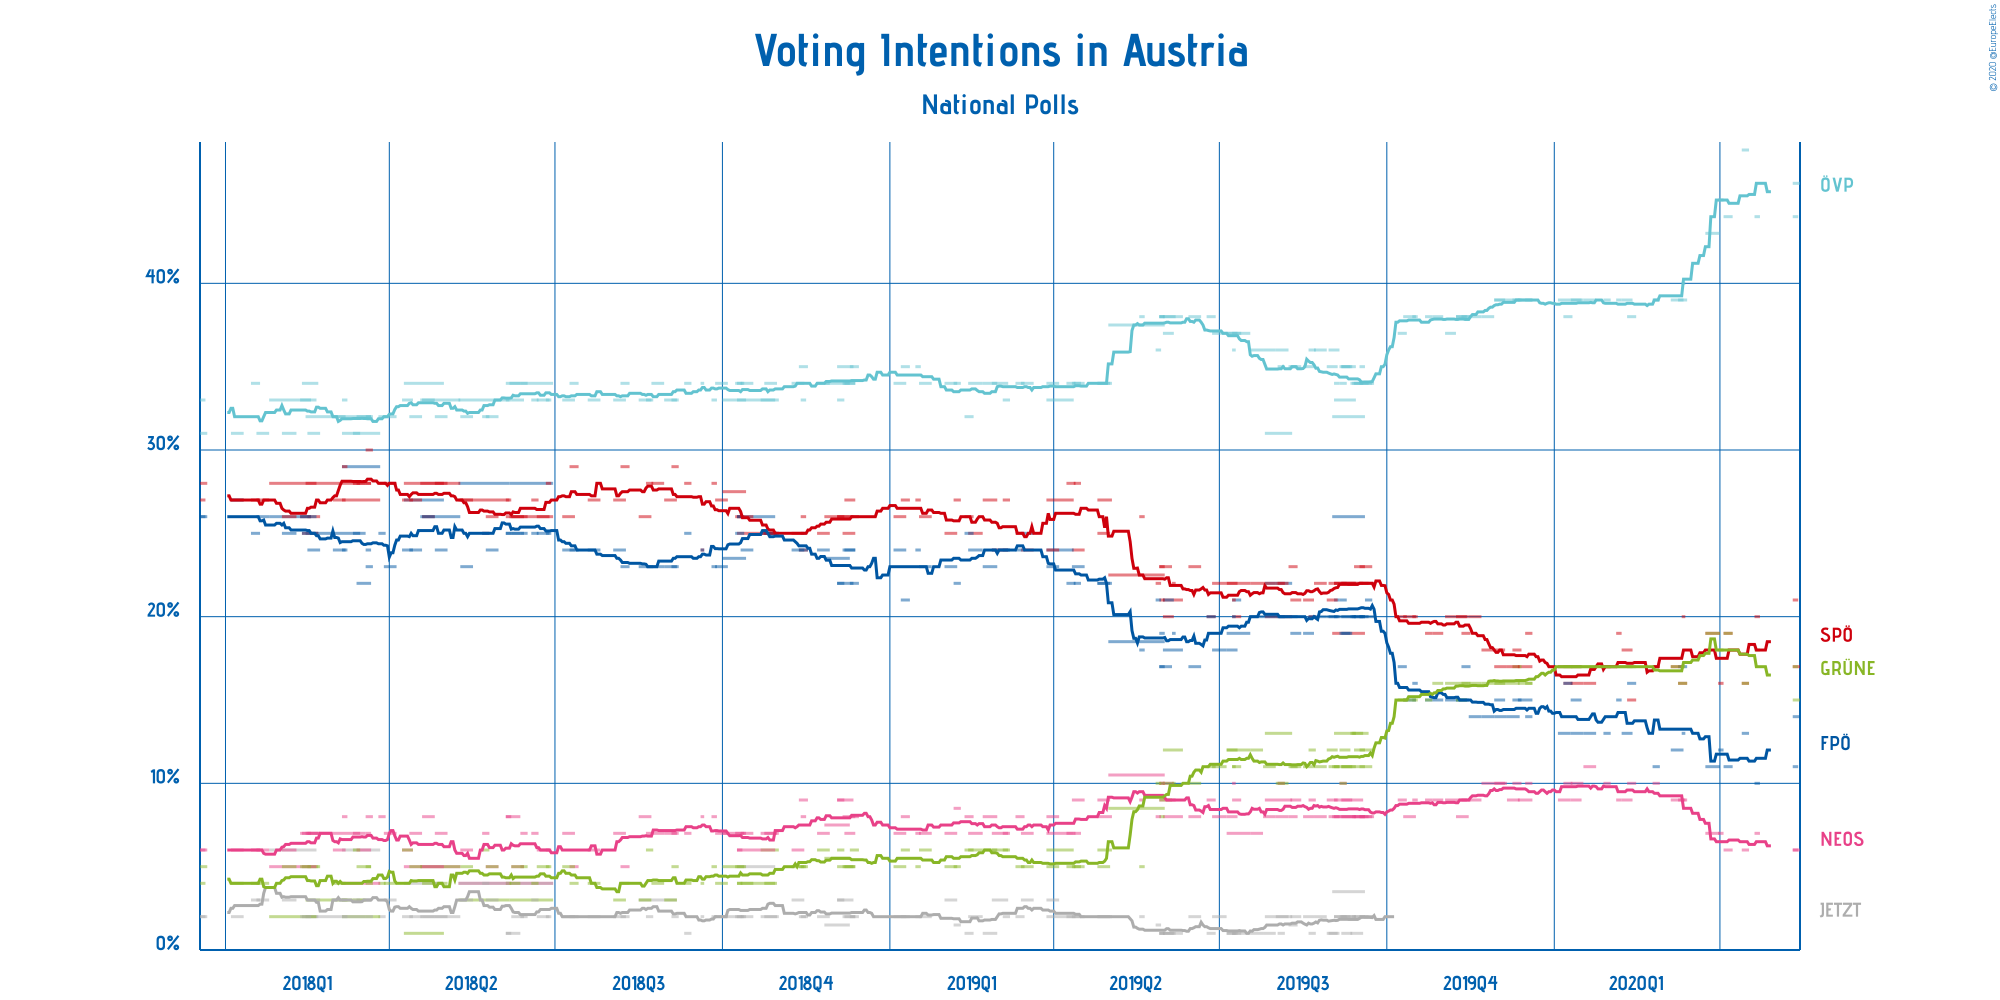 Voting Intentions in Austria
National Polls
© 2020 @EuropeElects
40%
30%
20%
10%
0%
ÖVP
SPÖ
GRÜNE
FPÖ
NEOS
JETZT
2018Q1 2018Q2 2018Q3 2018Q4 2019Q1 2019Q2 2019Q3 2019Q4 2020Q1